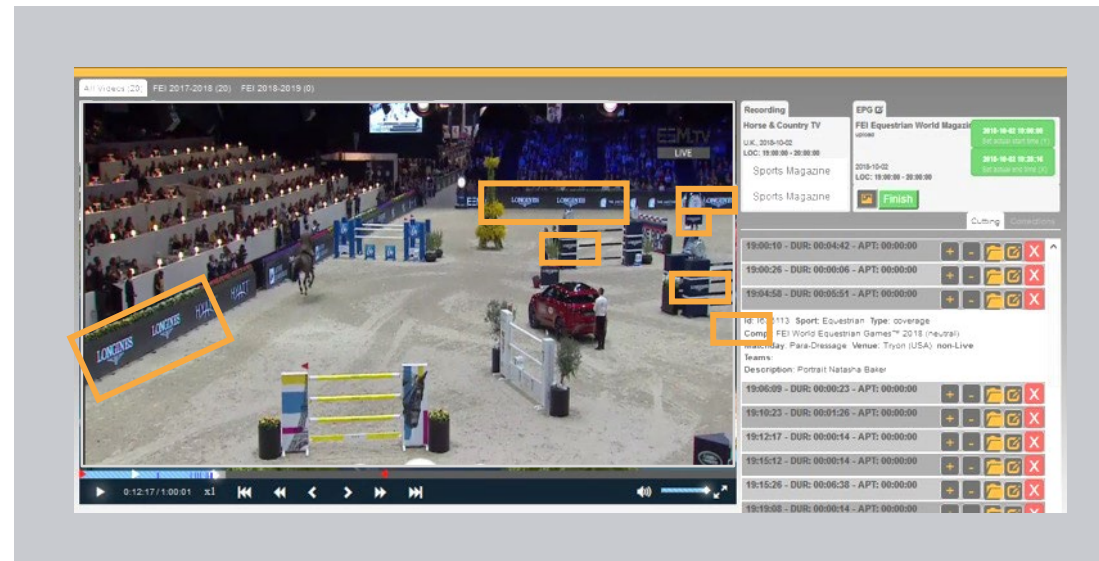 All Videos (20) FEI 2017-2018 (20) FEI 2018-2019 (0)
ESM.TV
LIVE
LONGINES
LONGINES
LONGINES
LONGINES
HYATT
HYATT
0:12:17/1:00:01 x1
Recording
Horse & Country TV
U.K., 2018-10-02
LOC: 19:00:00 - 20:00:00
Sports Magazine
Sports Magazine
EPG
FEI Equestrian World Magazin
upload
2018-10-02
LOC: 19:00:00 - 20:00:00
2018-10-02 19:00:00
Set actual start time (1)
Set actual end time
Finish
Cutting Corrections
19:00:10 - DUR: 00:04:42 - APT: 00:00:00
+ - X
19:00:26 - DUR: 00:00:06 - APT: 00:00:00
+ - X
19:04:58 - DUR: 00:05:51 - APT: 00:00:00
+ - X
Sport: Equestrian Type: coverage
Comp: FEI World Equestrian Games™ 2018 (neutral)
Matchday: Para-Dressage Venue: Tryon (USA) non-Live
Teams:
Description: Portrait Natasha Baker
19:06:09 - DUR: 00:00:23 - APT: 00:00:00
+ - X
19:10:23 - DUR: 00:01:26 - APT: 00:00:00
+ - X
19:12:17 - DUR: 00:00:14 - APT: 00:00:00
+ - X
19:15:12 - DUR: 00:00:14 - APT: 00:00:00
+ - X
19:15:26 - DUR: 00:06:38 - APT: 00:00:00
+ - X
19:19:08 - DUR: 00:00:14 - APT: 00:00:00
+ - X